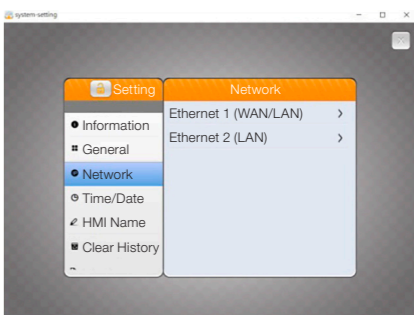 system-setting
Setting
Network
Information
General
Network
Time/Date
HMI Name
Clear History
Ethernet 1 (WAN/LAN)
Ethernet 2 (LAN)